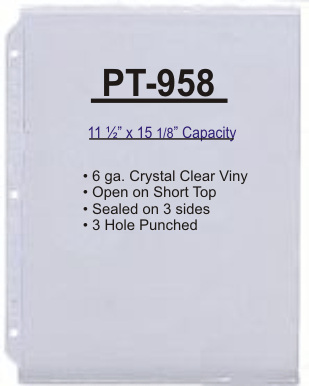 PT-958
11 ½” x 15 1/8” Capacity
• 6 ga. Crystal Clear Viny
• Open on Short Top
• Sealed on 3 sides
• 3 Hole Punched